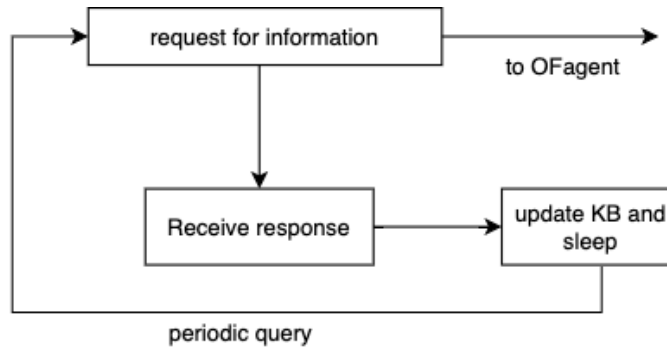 request for information
to OFagent
Receive response
update KB and
sleep
periodic query